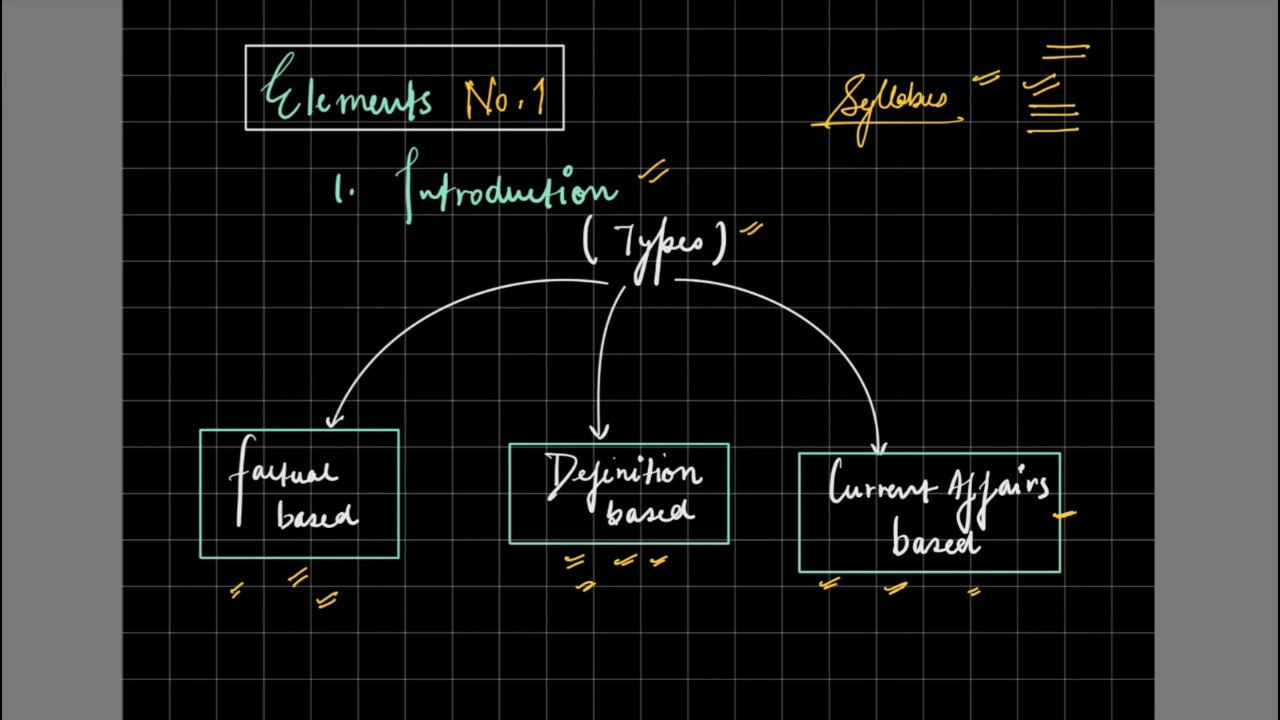 Elements No.1
Syllabus
1. Introduction
(Types)
factual
based
Definition
based
Current Affairs
based